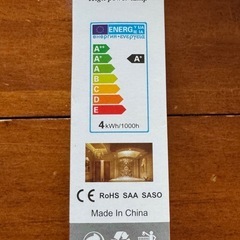 ENERG
A++
A+
A
B
C
D
E
A+
4 kWh/1000h
CE RoHS SAA SASO
Made In China